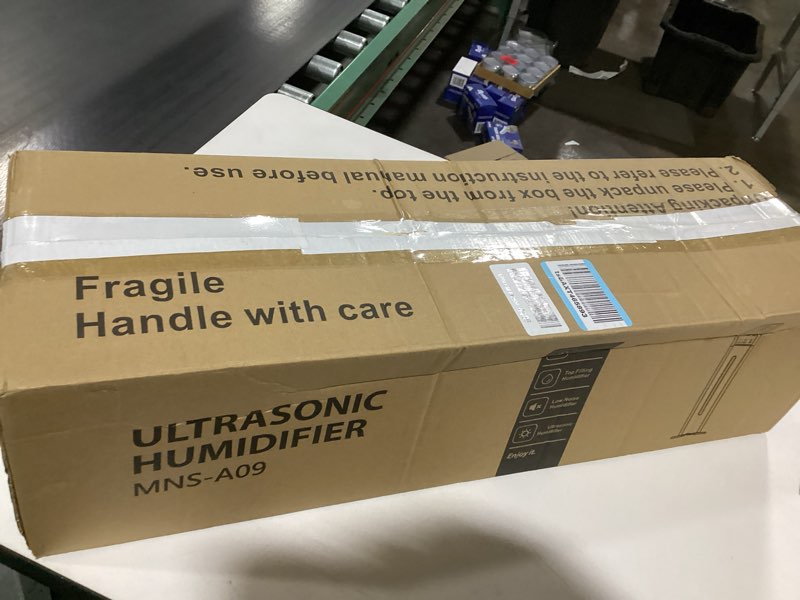 Unpacking Attention!
1. Please unpack the box from the top.
2. Please refer to the instruction manual before use.
Fragile
Handle with care
ULTRASONIC
HUMIDIFIER
MNS-A09
Top Filling
Humidifier
Low Noise
Humidifier
Ultrasonic
Humidifier
Enjoy it.